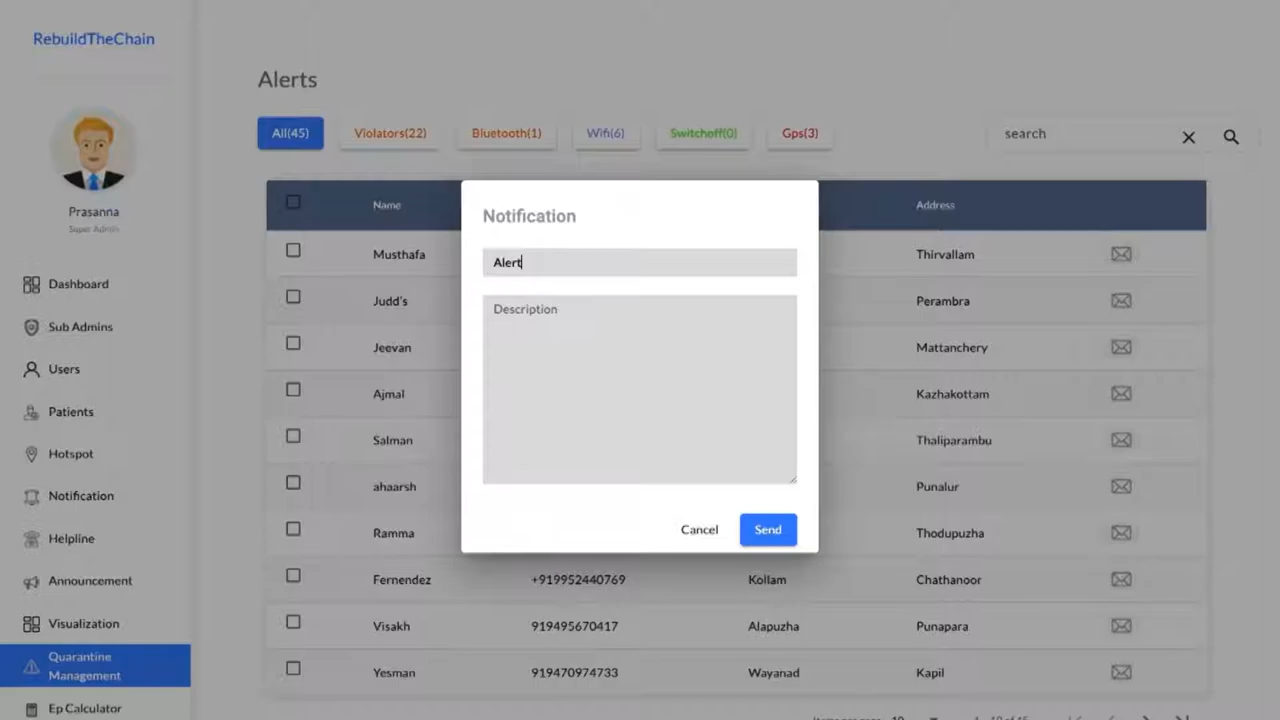 RebuildTheChain
Prasanna
Super Admin
Dashboard
Sub Admins
Users
Patients
Hotspot
Notification
Helpline
Announcement
Visualization
Quarantine
Management
Ep Calculator
Alerts
All(45) Violators(22) Bluetooth(1) Wifi(6) Switchoff(0) Gps(3) search
Name Address
Musthafa Thirvallam
Judd's Perambra
Jeevan Mattanchery
Ajmal Kazhakottam
Salman Thaliparambu
ahaarsh Punalur
Ramma Thodupuzha
Fernendez +919952440769 Kollam Chathanoor
Visakh 919495670417 Alapuzha Punapara
Yesman 919470974733 Wayanad Kapil
Notification
Alert
Description
Cancel Send